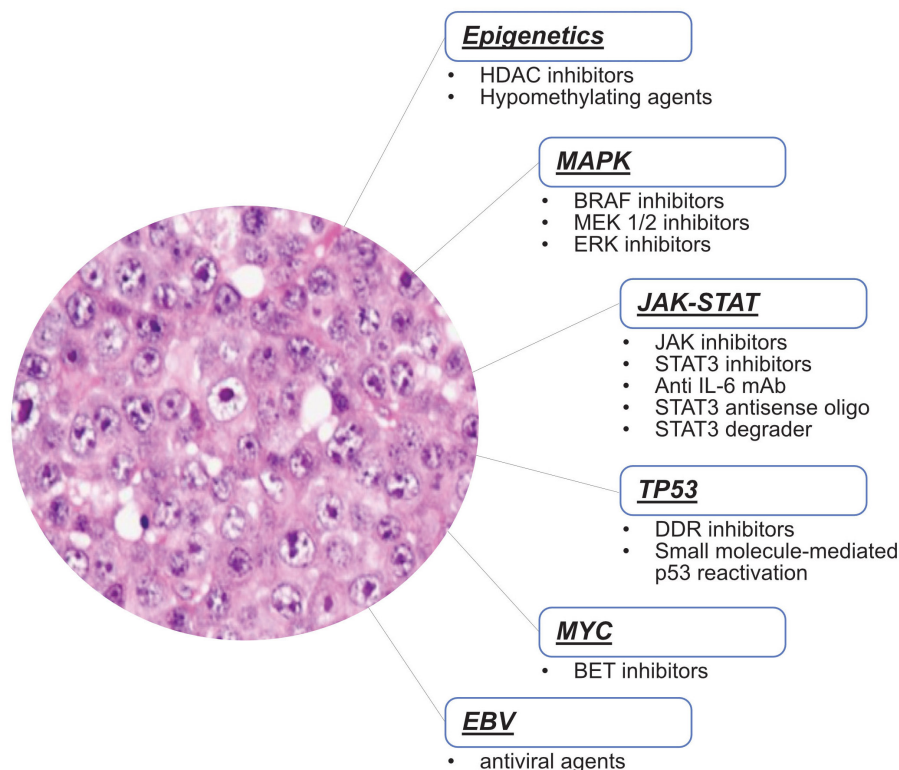 Epigenetics
• HDAC inhibitors
• Hypomethylating agents
MAPK
• BRAF inhibitors
• MEK 1/2 inhibitors
• ERK inhibitors
JAK-STAT
• JAK inhibitors
• STAT3 inhibitors
• Anti IL-6 mAb
• STAT3 antisense oligo
• STAT3 degrader
TP53
• DDR inhibitors
• Small molecule-mediated
p53 reactivation
MYC
• BET inhibitors
EBV
• antiviral agents